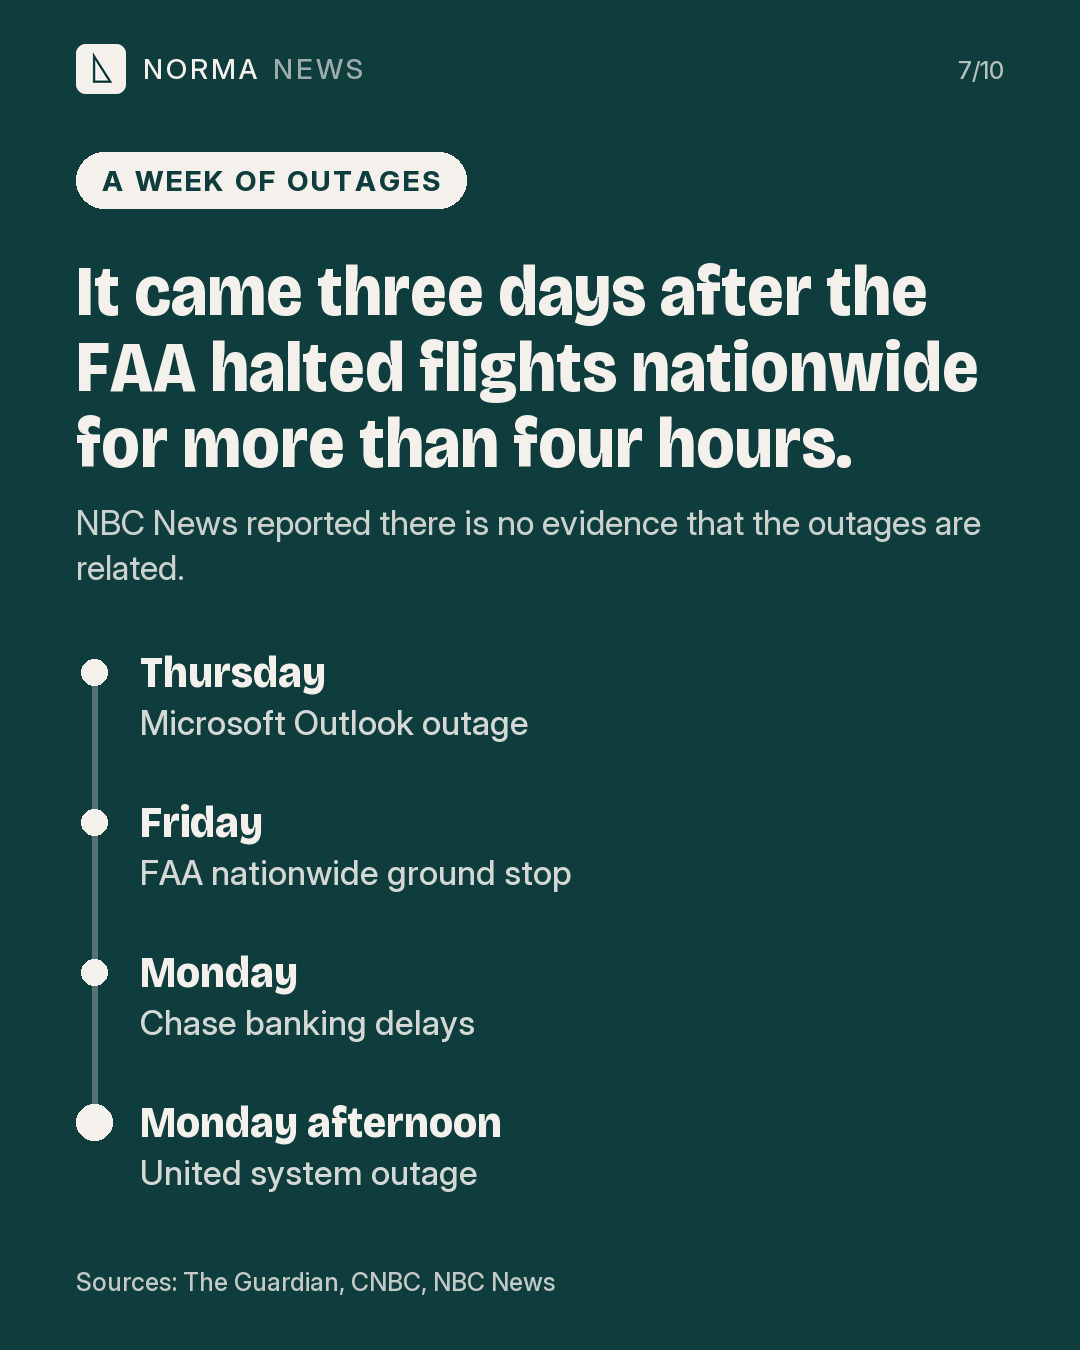 NORMA NEWS
7/10
A WEEK OF OUTAGES
It came three days after the
FAA halted flights nationwide
for more than four hours.
NBC News reported there is no evidence that the outages are
related.
Thursday
Microsoft Outlook outage
Friday
FAA nationwide ground stop
Monday
Chase banking delays
Monday afternoon
United system outage
Sources: The Guardian, CNBC, NBC News